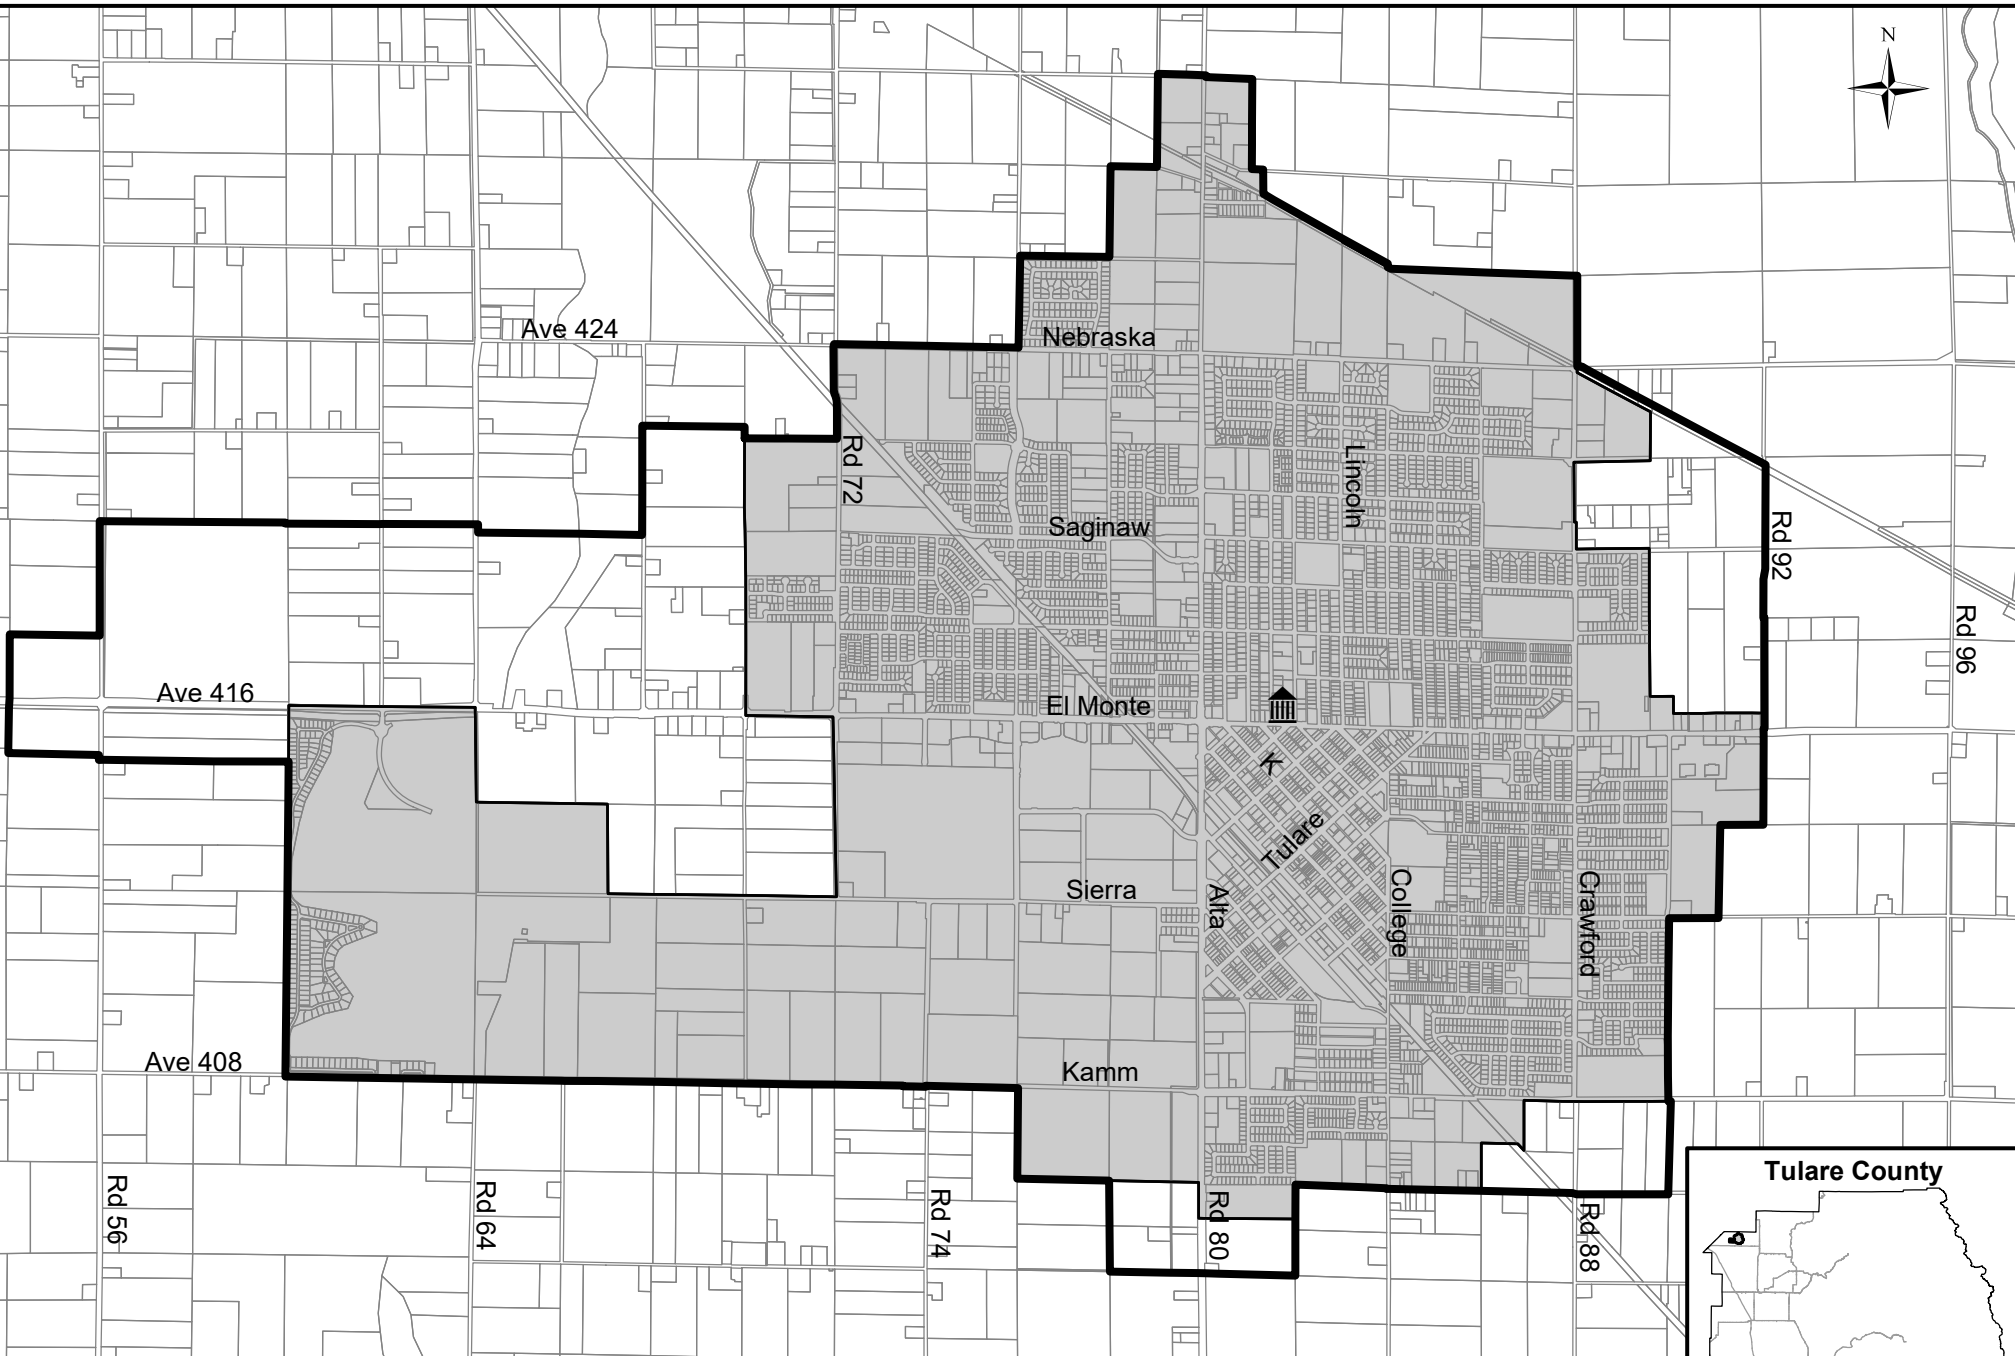 N
Ave 424
Nebraska
Rd 72
Lincoln
Saginaw
Rd 92
Rd 96
Ave 416
El Monte
K
Tulare
Sierra
Alta
College
Crawford
Ave 408
Kamm
Tulare County
Rd 56
Rd 64
Rd 74
Rd 80
Rd 88